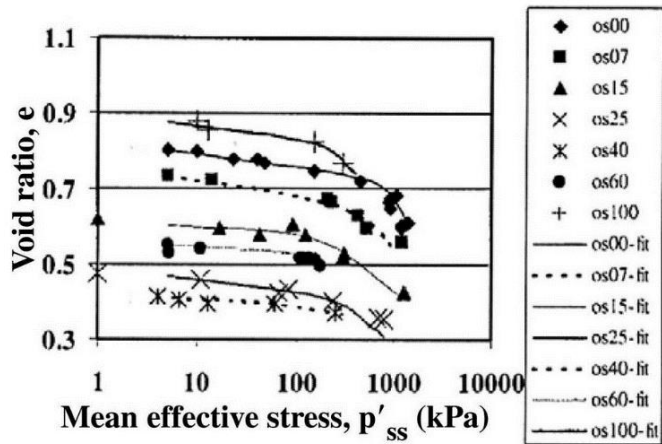 1.1
0.9
0.7
0.5
0.3
Void ratio, e
1 10 100 1000 10000
Mean effective stress, p'ss (kPa)
os00
os07
os15
os25
os40
os60
os100
os00-fit
os07-fit
os15-fit
os25-fit
os40-fit
os60-fit
os100-fit